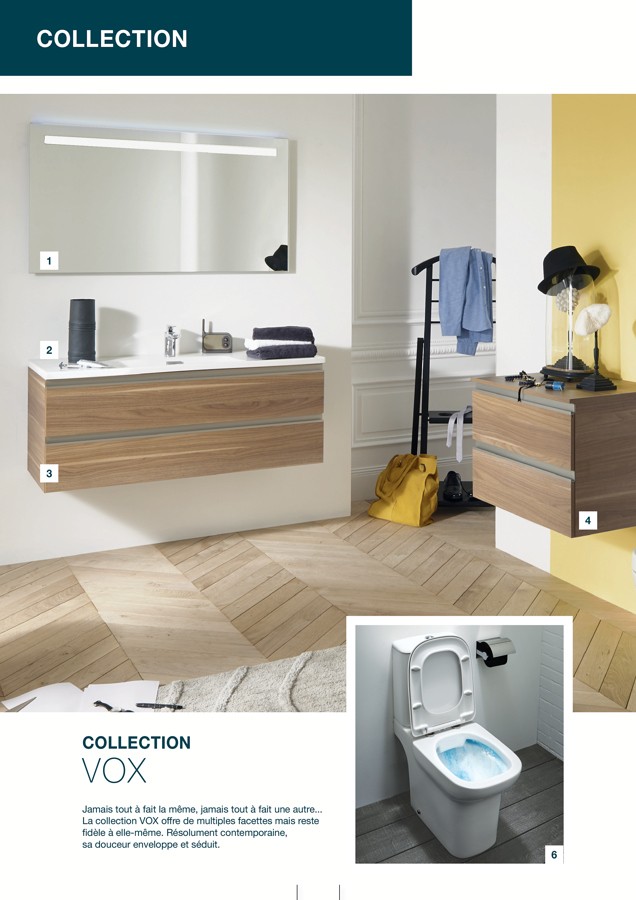 COLLECTION
1
2
3
4
COLLECTION
VOX
Jamais tout à fait la même, jamais tout à fait une autre...
La collection VOX offre de multiples facettes mais reste
fidèle à elle-même. Résolument contemporaine,
sa douceur enveloppe et séduit.
6